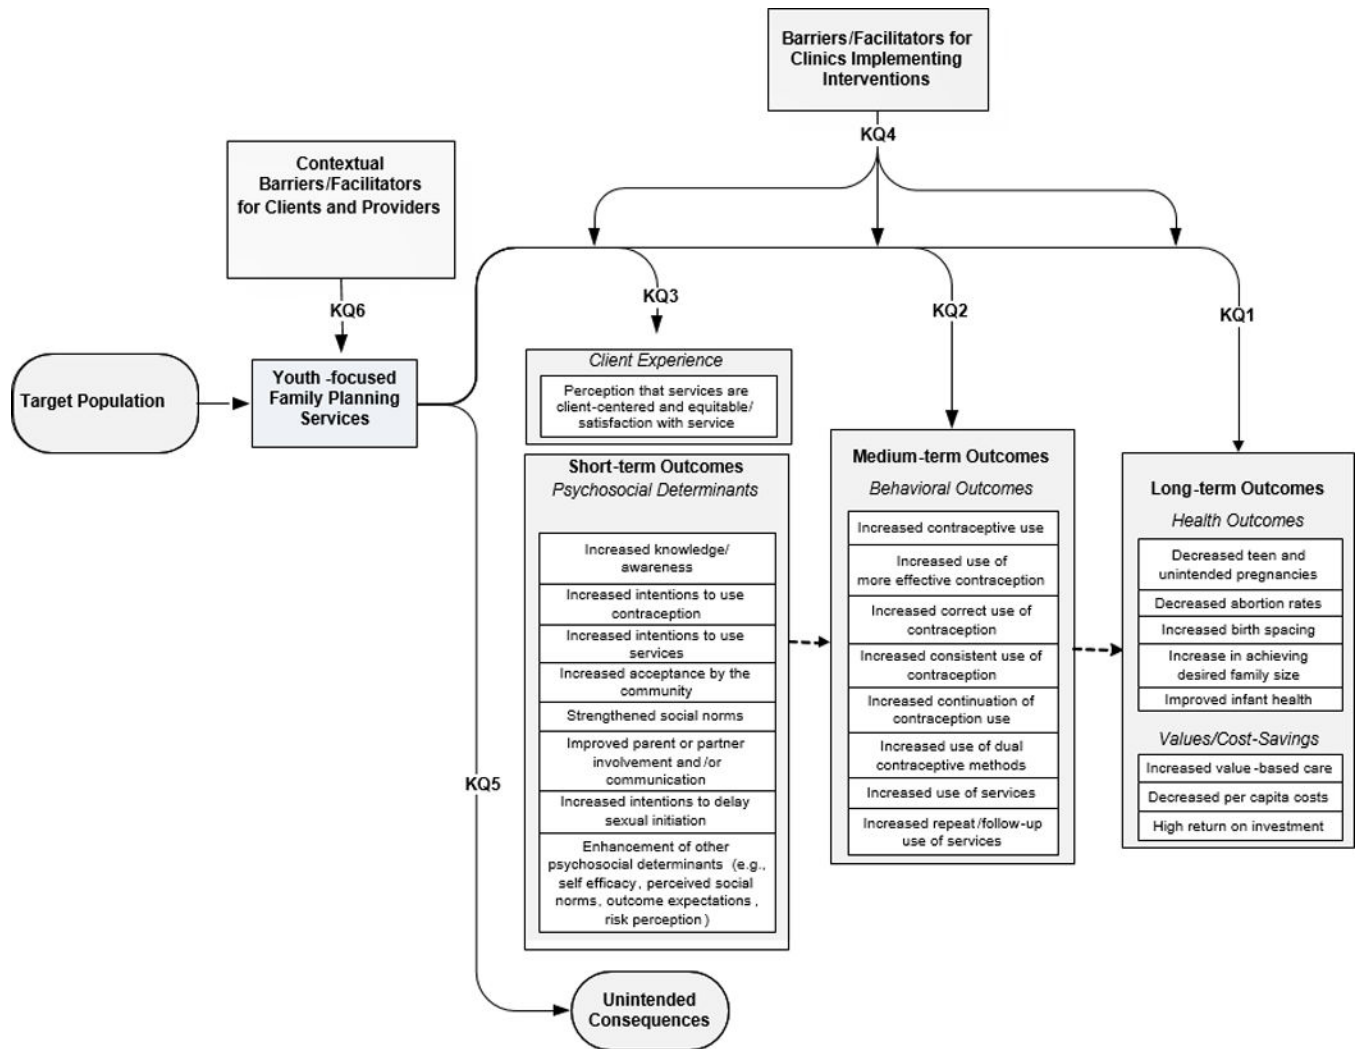 Barriers/Facilitators for
Clinics Implementing
Interventions
KQ4
Contextual
Barriers/Facilitators
for Clients and Providers
KQ6
KQ3
KQ2
KQ1
Target Population
Youth -focused
Family Planning
Services
Client Experience
Perception that services are
client-centered and equitable/
satisfaction with service
Short-term Outcomes
Psychosocial Determinants
Increased knowledge/
awareness
Increased intentions to use
contraception
Increased intentions to use
services
Increased acceptance by the
community
Strengthened social norms
Improved parent or partner
involvement and /or
communication
Increased intentions to delay
sexual initiation
Enhancement of other
psychosocial determinants (e.g.,
self efficacy, perceived social
norms, outcome expectations ,
risk perception )
Medium-term Outcomes
Behavioral Outcomes
Increased contraceptive use
Increased use of
more effective contraception
Increased correct use of
contraception
Increased consistent use of
contraception
Increased continuation of
contraception use
Increased use of dual
contraceptive methods
Increased use of services
Increased repeat/follow-up
use of services
Long-term Outcomes
Health Outcomes
Decreased teen and
unintended pregnancies
Decreased abortion rates
Increased birth spacing
Increase in achieving
desired family size
Improved infant health
Values/Cost-Savings
Increased value -based care
Decreased per capita costs
High return on investment
KQ5
Unintended
Consequences